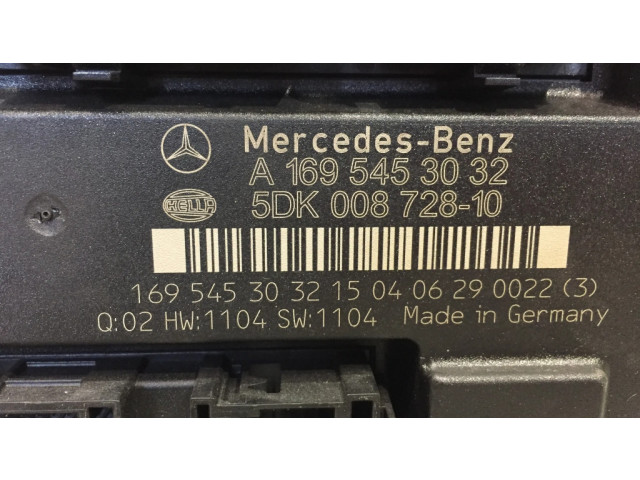 Mercedes-Benz
A 169 545 30 32
HELLA
5DK 008 728-10
169 545 30 32 15 04 06 29 0022 (3)
Q:02 HW:1104 SW:1104 Made in Germany